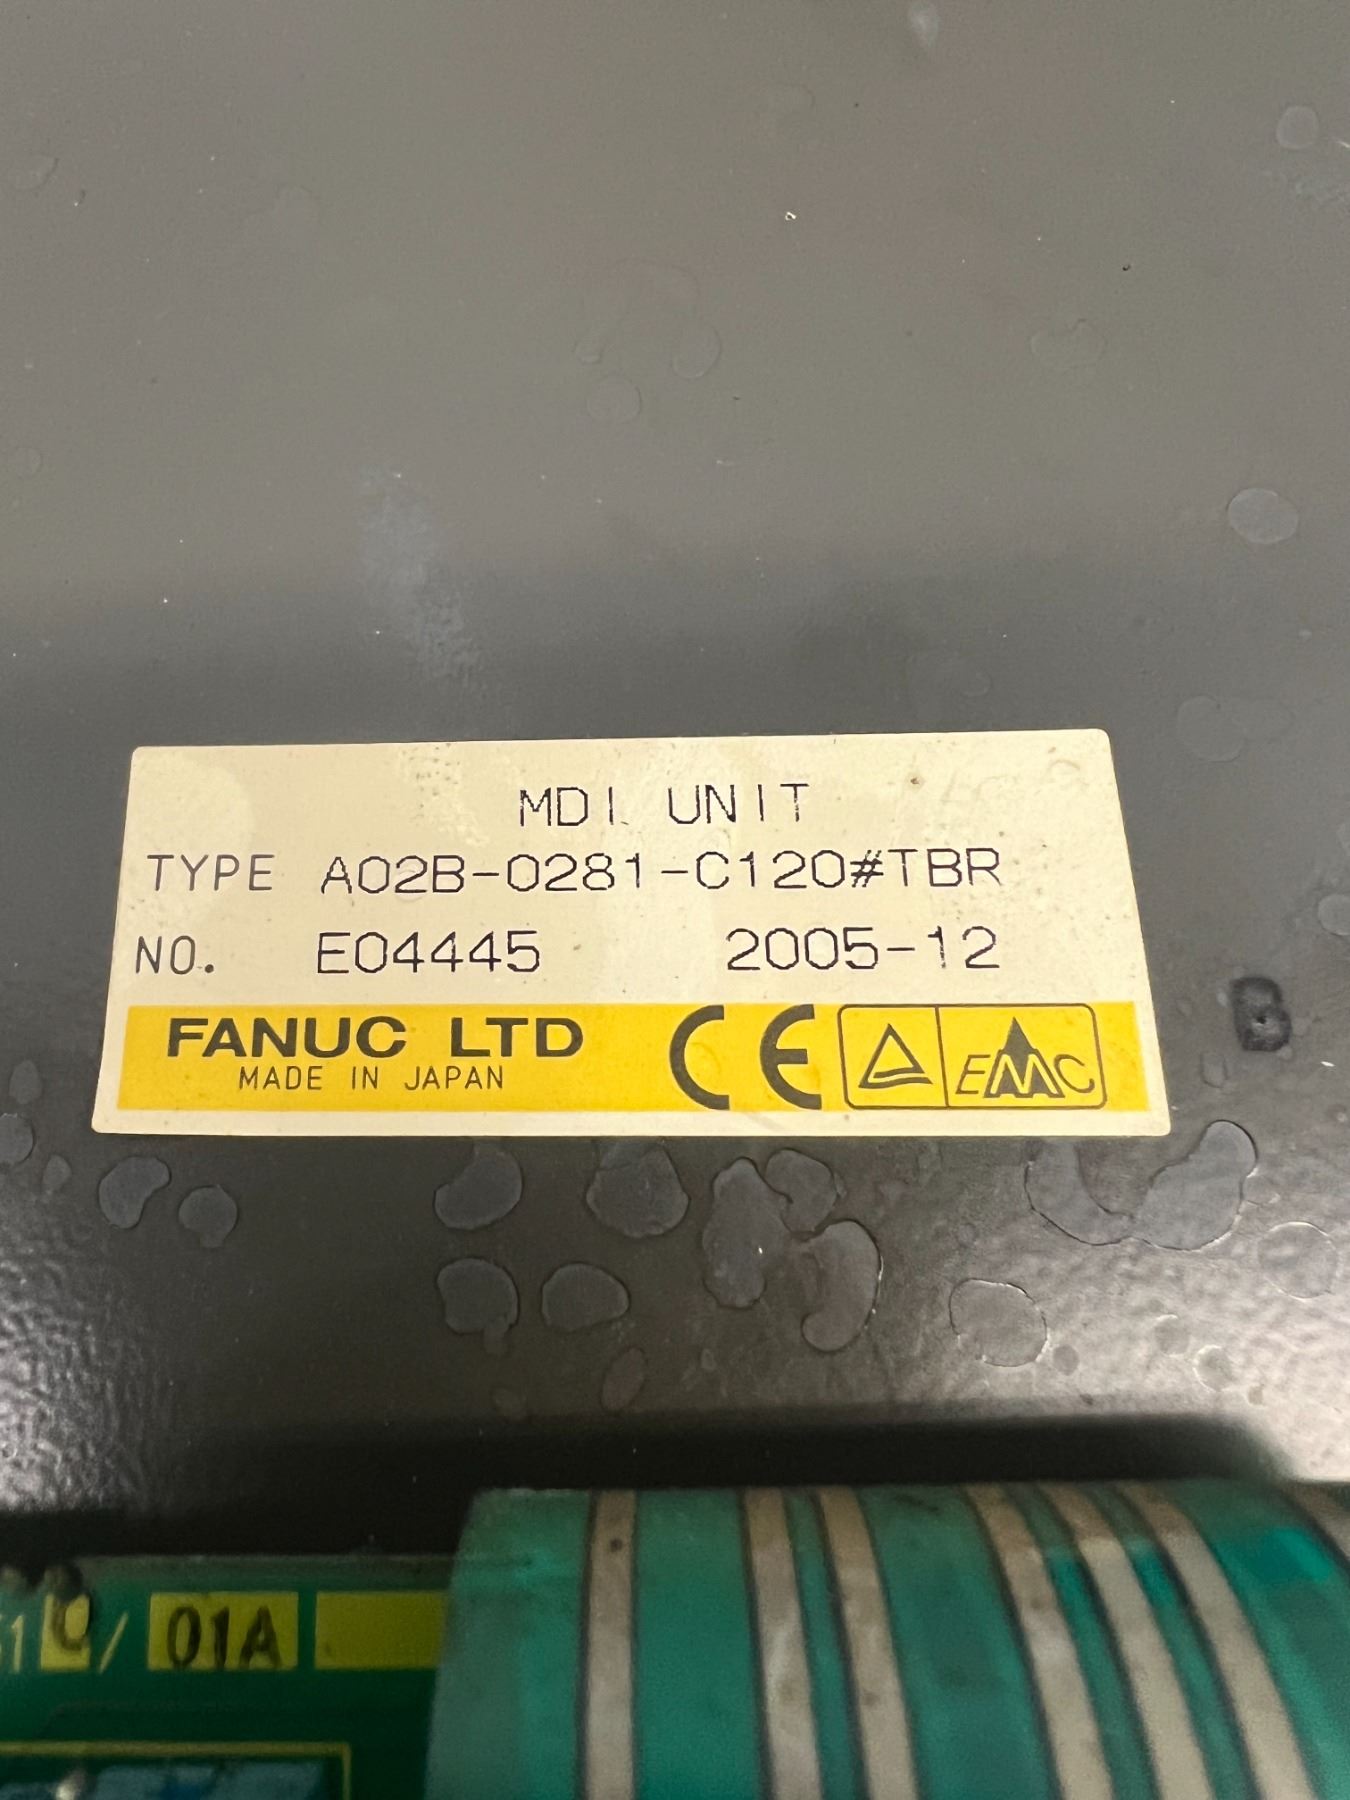 MDI UNIT
TYPE A02B-0281-C120#TBR
NO. E04445 2005-12
FANUC LTD CE EMC
MADE IN JAPAN
/ 01A